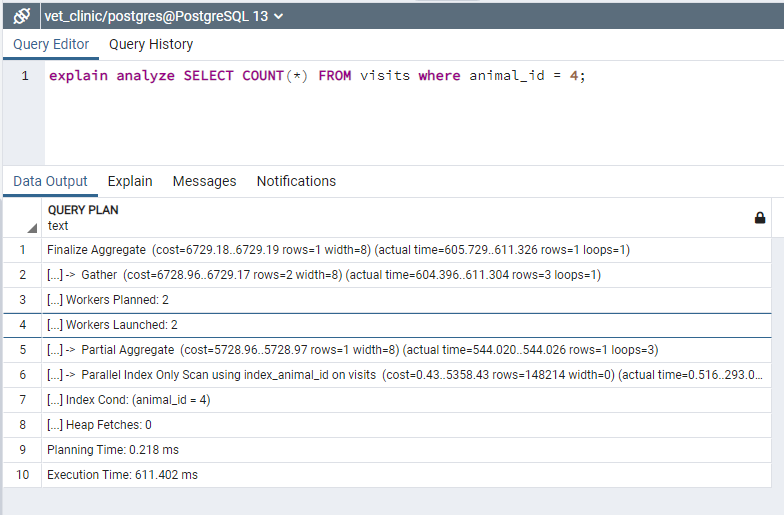 vet_clinic/postgres@PostgreSQL 13
Query Editor Query History
1 explain analyze SELECT COUNT(*) FROM visits where animal_id = 4;
Data Output Explain Messages Notifications
QUERY PLAN
text
1 Finalize Aggregate (cost=6729.18..6729.19 rows=1 width=8) (actual time=605.729..611.326 rows=1 loops=1)
2 [...] -> Gather (cost=6728.96..6729.17 rows=2 width=8) (actual time=604.396..611.304 rows=3 loops=1)
3 [...] Workers Planned: 2
4 [...] Workers Launched: 2
5 [...] -> Partial Aggregate (cost=5728.96..5728.97 rows=1 width=8) (actual time=544.020..544.026 rows=1 loops=3)
6 [...] -> Parallel Index Only Scan using index_animal_id on visits (cost=0.43..5358.43 rows=148214 width=0) (actual time=0.516..293.0...
7 [...] Index Cond: (animal_id = 4)
8 [...] Heap Fetches: 0
9 Planning Time: 0.218 ms
10 Execution Time: 611.402 ms